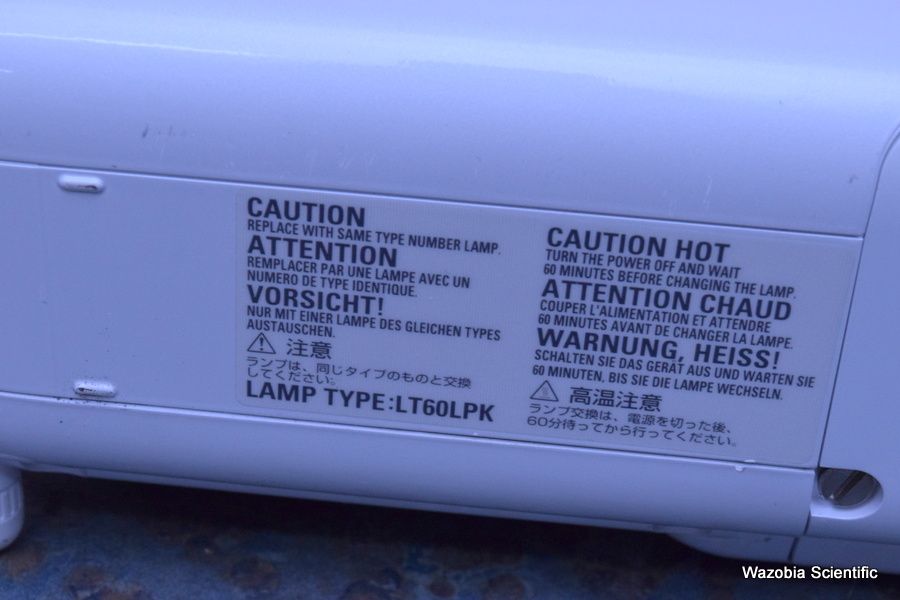 CAUTION
REPLACE WITH SAME TYPE NUMBER LAMP.
ATTENTION
REMPLACER PAR UNE LAMPE AVEC UN
NUMERO DE TYPE IDENTIQUE.
VORSICHT!
NUR MIT EINER LAMPE DES GLEICHEN TYPES
AUSTAUSCHEN.
注意
ランプは、同じタイプのものと交換
してください。
LAMP TYPE:LT60LPK
CAUTION HOT
TURN THE POWER OFF AND WAIT
60 MINUTES BEFORE CHANGING THE LAMP.
ATTENTION CHAUD
COUPER L'ALIMENTATION ET ATTENDRE
60 MINUTES AVANT DE CHANGER LA LAMPE.
WARNUNG, HEISS!
SCHALTEN SIE DAS GERÄT AUS UND WARTEN SIE
60 MINUTEN, BIS SIE DIE LAMPE WECHSELN.
高温注意
ランプ交換は、電源を切った後、
60分待ってから行ってください。
Wazobia Scientific